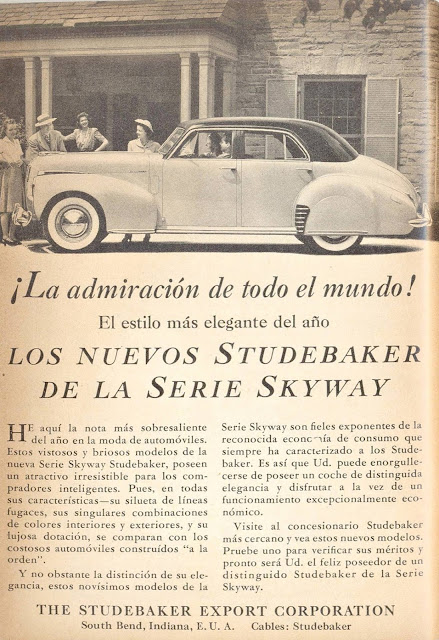 ¡La admiración de todo el mundo!
El estilo más elegante del año
LOS NUEVOS STUDEBAKER
DE LA SERIE SKYWAY
HE aquí la nota más sobresaliente
del año en la moda de automóviles.
Estos vistosos y briosos modelos de la
nueva Serie Skyway Studebaker, poseen
un atractivo irresistible para los com-
pradores inteligentes. Pues, en todas
sus características—su silueta de líneas
fugaces, sus singulares combinaciones
de colores interiores y exteriores, y su
lujosa dotación, se comparan con los
costosos automóviles construídos "a la
orden".
Y no obstante la distinción de su ele-
gancia, estos novísimos modelos de la
Serie Skyway son fieles exponentes de la
reconocida economía de consumo que
siempre ha caracterizado a los Stude-
baker. Es así que Ud. puede enorgulle-
cerse de poseer un coche de distinguida
elegancia y disfrutar a la vez de un
funcionamiento excepcionalmente eco-
nómico.
Visite al concesionario Studebaker
más cercano y vea estos nuevos modelos.
Pruebe uno para verificar sus méritos y
pronto será Ud. el feliz poseedor de un
distinguido Studebaker de la Serie
Skyway.
THE STUDEBAKER EXPORT CORPORATION
South Bend, Indiana, E. U. A. Cables: Studebaker